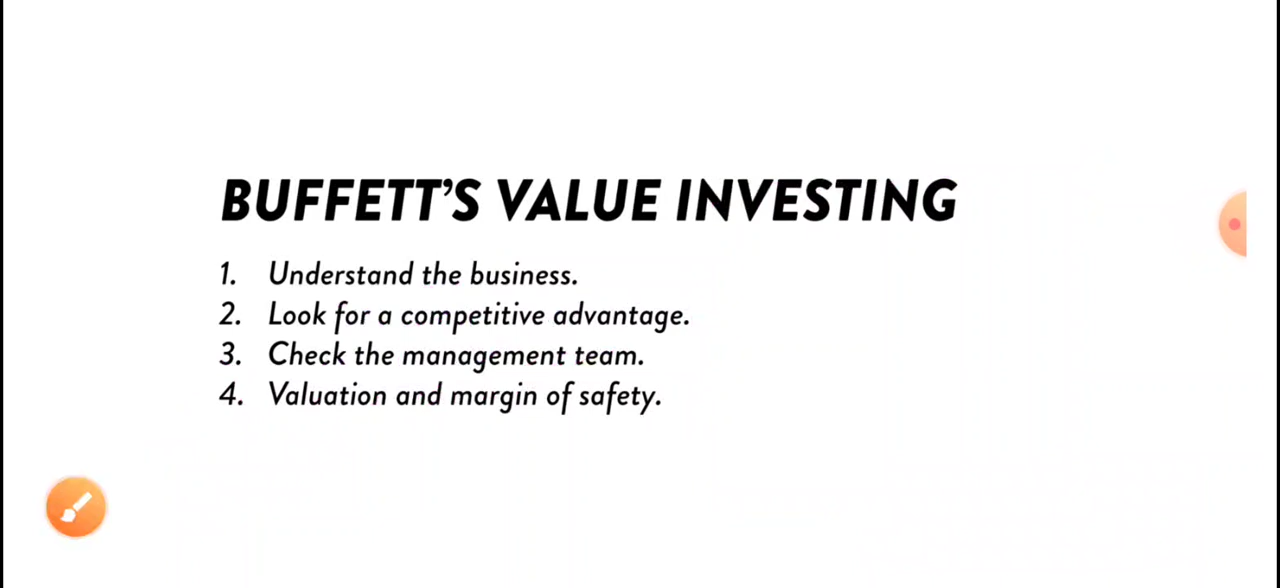 BUFFETT’S VALUE INVESTING
1. Understand the business.
2. Look for a competitive advantage.
3. Check the management team.
4. Valuation and margin of safety.